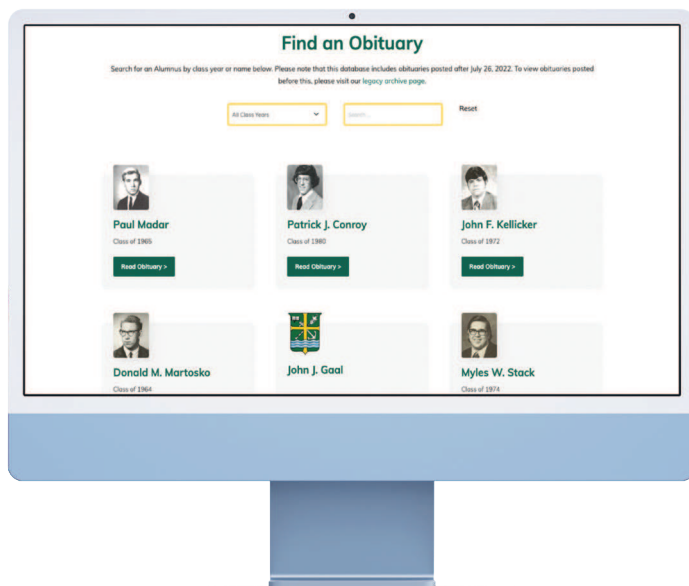 Find an Obituary
Search for an Alumnus by class year or name below. Please note that this database includes obituaries posted after July 26, 2022. To view obituaries posted
before this, please visit our legacy archive page.
All Class Years
Search...
Reset
Paul Madar
Class of 1965
Read Obituary >
Patrick J. Conroy
Class of 1980
Read Obituary >
John F. Kellicker
Class of 1972
Read Obituary >
Donald M. Martosko
Class of 1964
John J. Gaal
Myles W. Stack
Class of 1974